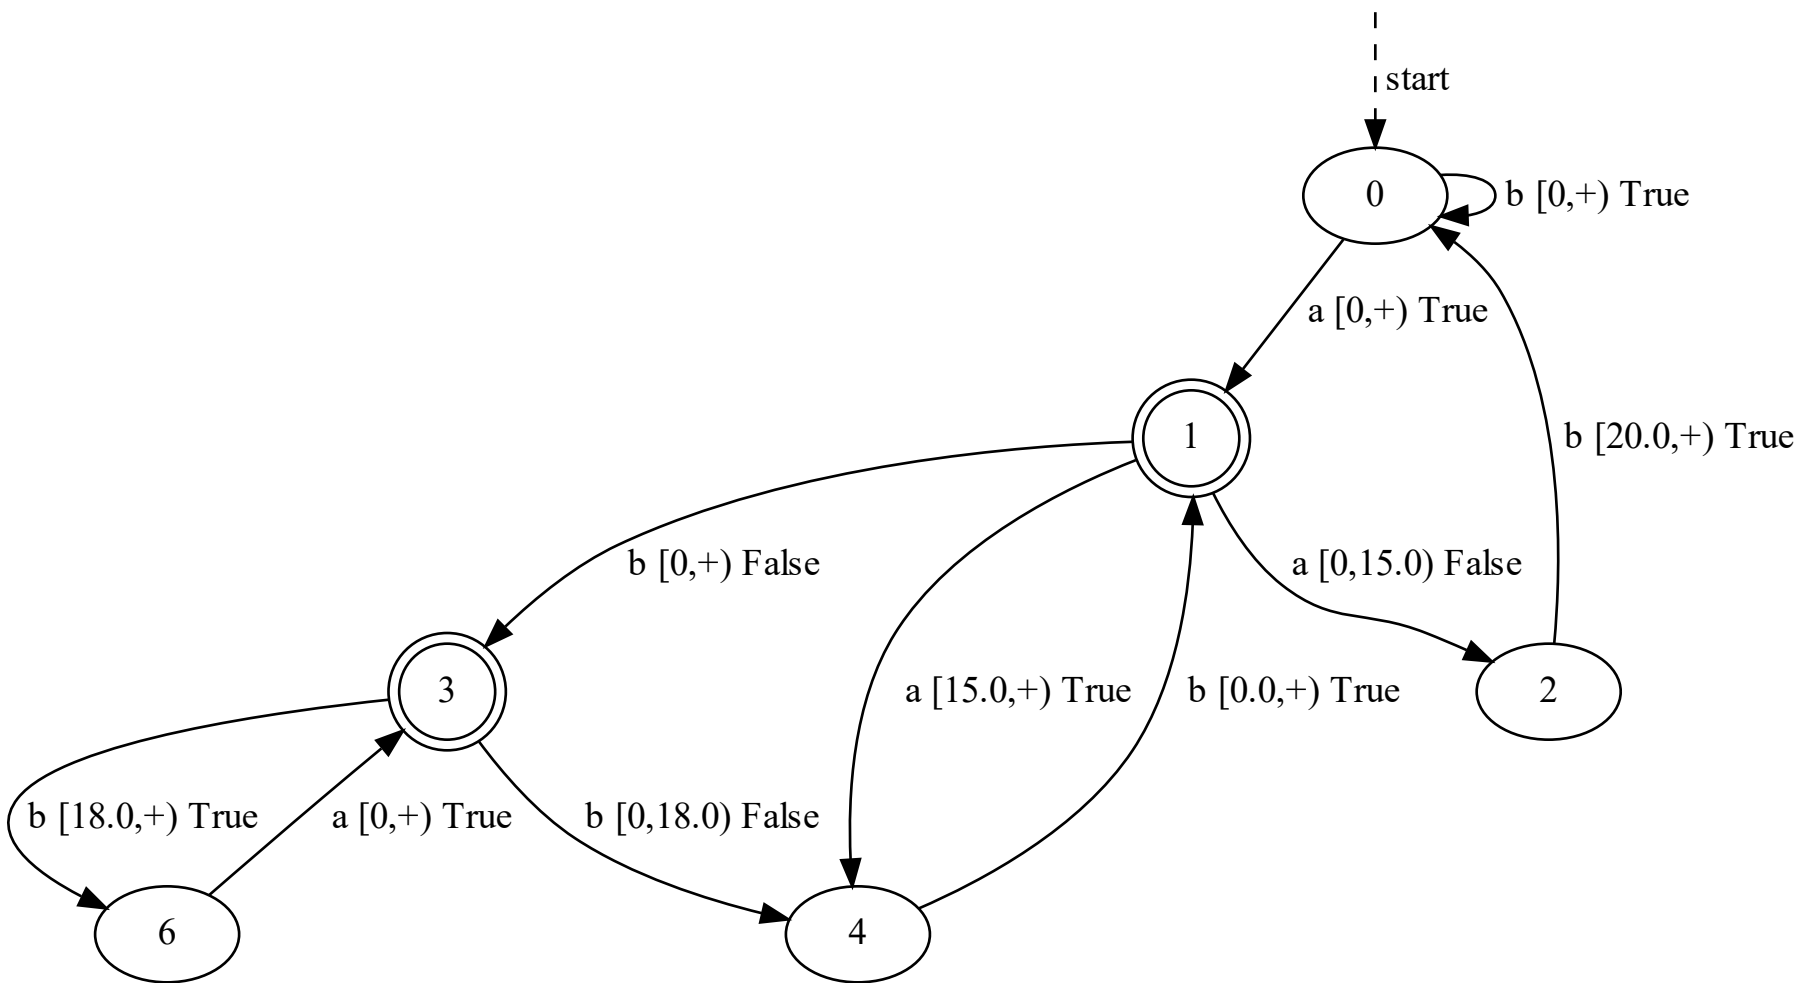 start
0
b [0,+) True
a [0,+) True
1
b [20.0,+) True
b [0,+) False
a [0,15.0) False
3
a [15.0,+) True
b [0.0,+) True
2
b [18.0,+) True
a [0,+) True
b [0,18.0) False
6
4